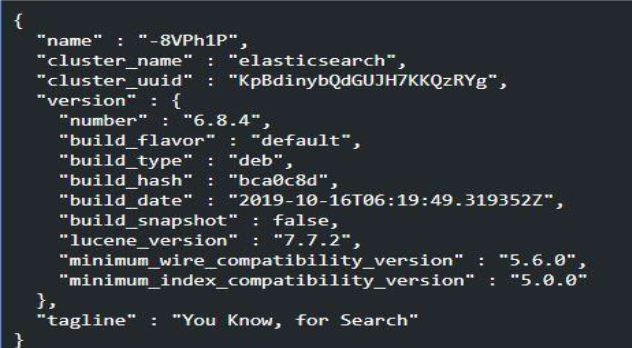 {
"name" : "-8VPh1P",
"cluster_name" : "elasticsearch",
"cluster_uuid" : "KpBdinybQdGUJH7KKQzRYg",
"version" : {
"number" : "6.8.4",
"build_flavor" : "default",
"build_type" : "deb",
"build_hash" : "bca0c8d",
"build_date" : "2019-10-16T06:19:49.319352Z",
"build_snapshot" : false,
"lucene_version" : "7.7.2",
"minimum_wire_compatibility_version" : "5.6.0",
"minimum_index_compatibility_version" : "5.0.0"
},
"tagline" : "You Know, for Search"
}